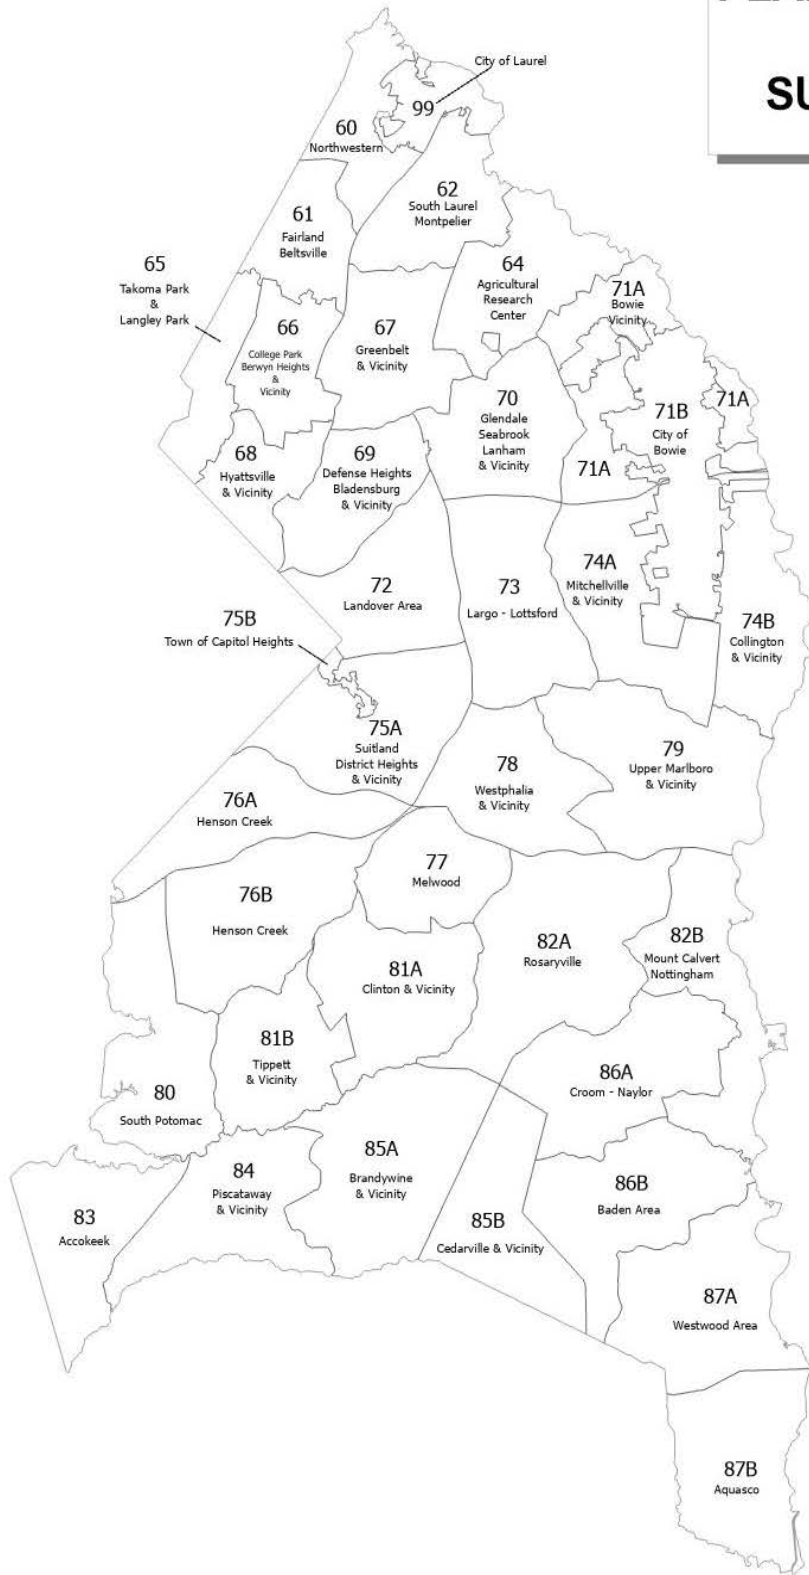 SU
City of Laurel
99
60
Northwestern
62
South Laurel
Montpelier
61
Fairland
Beltsville
65
Takoma Park
&
Langley Park
64
Agricultural
Research
Center
71A
Bowie
Vicinity
66
College Park
Berwyn Heights
&
Vicinity
67
Greenbelt
& Vicinity
70
Glendale
Seabrook
Lanham
& Vicinity
71B
City of
Bowie
71A
68
Hyattsville
& Vicinity
69
Defense Heights
Bladensburg
& Vicinity
71A
72
Landover Area
73
Largo - Lottsford
74A
Mitchellville
& Vicinity
75B
Town of Capitol Heights
74B
Collington
& Vicinity
75A
Suitland
District Heights
& Vicinity
78
Westphalia
& Vicinity
79
Upper Marlboro
& Vicinity
76A
Henson Creek
77
Melwood
76B
Henson Creek
82A
Rosaryville
82B
Mount Calvert
Nottingham
81A
Clinton & Vicinity
81B
Tippett
& Vicinity
86A
Croom - Naylor
80
South Potomac
85A
Brandywine
& Vicinity
84
Piscataway
& Vicinity
86B
Baden Area
83
Accokeek
85B
Cedarville & Vicinity
87A
Westwood Area
87B
Aquasco